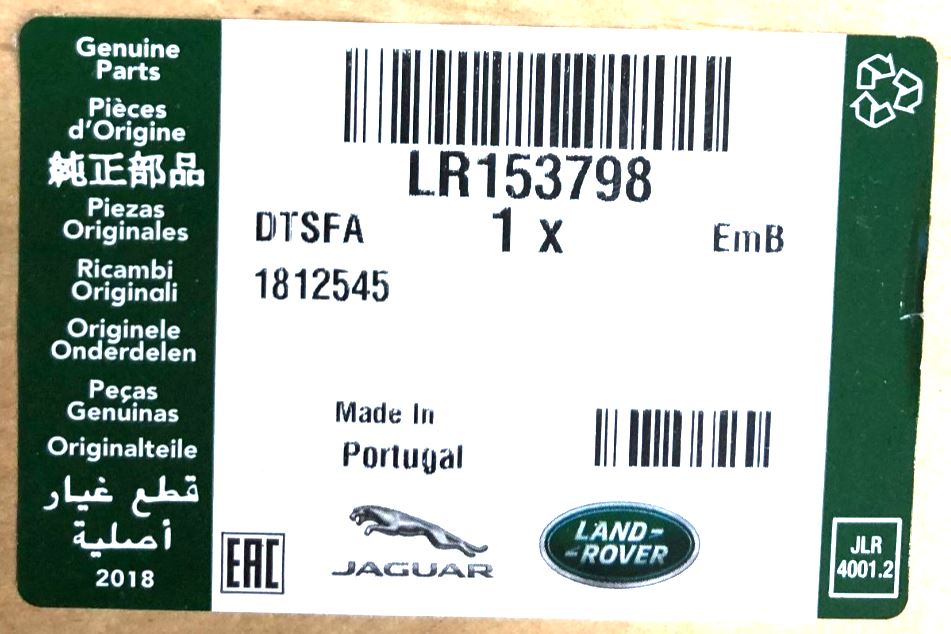 Genuine
Parts
Pièces
d'Origine
純正部品
Piezas
Originales
Ricambi
Originali
Originele
Onderdelen
Peças
Genuinas
Originalteile
قطع غيار
أصلية
2018
LR153798
DTSFA 1 x EmB
1812545
Made In
Portugal
EAC
JAGUAR
LAND-
-ROVER
JLR
4001.2